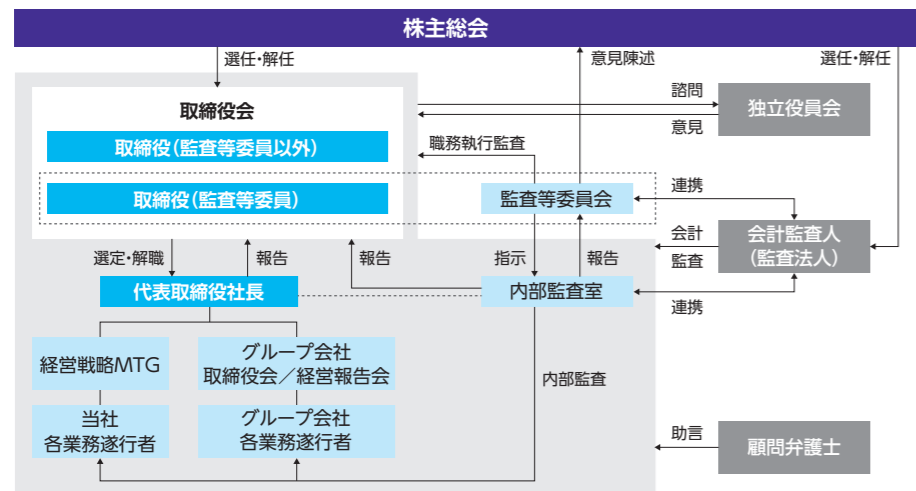 株主総会
選任・解任
意見陳述
選任・解任
取締役会
諮問
独立役員会
意見
取締役（監査等委員以外）
職務執行監査
取締役（監査等委員）
監査等委員会
連携
会計
監査
会計監査人
（監査法人）
選定・解職
報告
報告
指示
報告
代表取締役社長
内部監査室
連携
経営戦略MTG
グループ会社
取締役会／経営報告会
内部監査
当社
各業務遂行者
グループ会社
各業務遂行者
助言
顧問弁護士